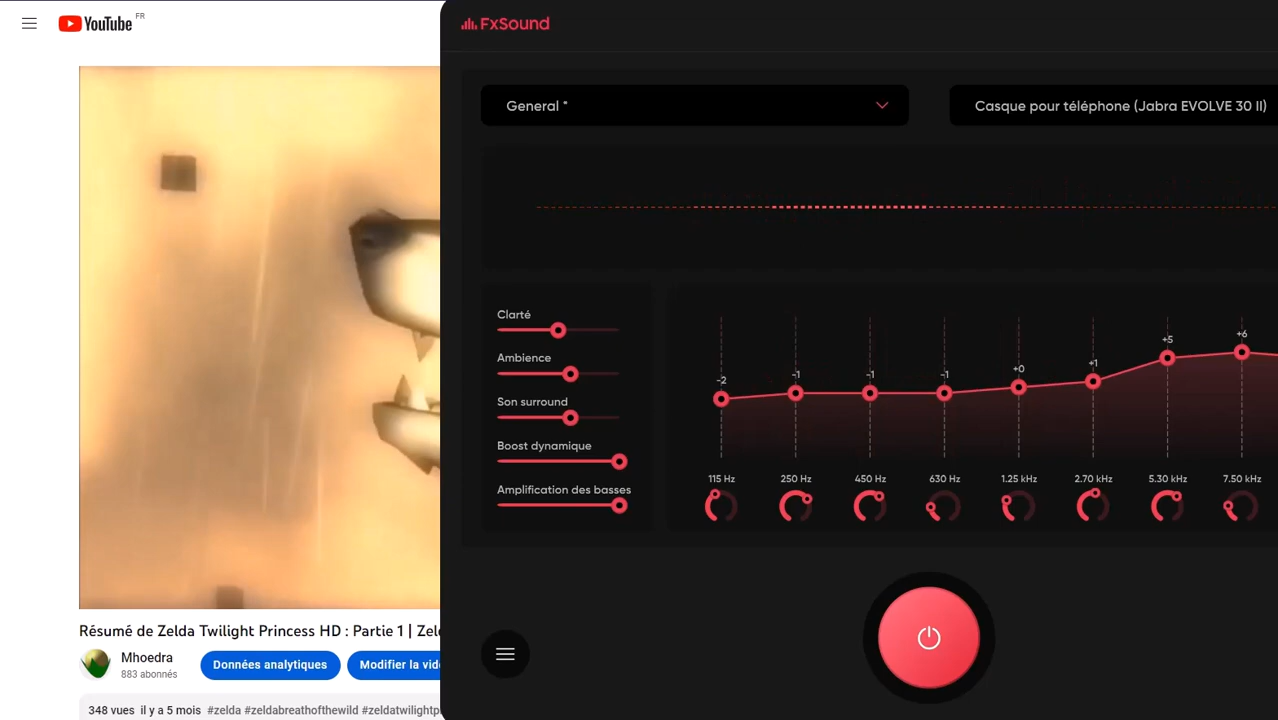 YouTube FR
Résumé de Zelda Twilight Princess HD : Partie 1 | Zel
Mhoedra
883 abonnés
Données analytiques
Modifier la vid
348 vues il y a 5 mois #zelda #zeldabreathofthewild #zeldatwilightp
FxSound
General *
Casque pour téléphone (Jabra EVOLVE 30 II)
Clarté
Ambience
Son surround
Boost dynamique
Amplification des basses
-2 -1 -1 -1 +0 +1 +5 +6
115 Hz 250 Hz 450 Hz 630 Hz 1.25 kHz 2.70 kHz 5.30 kHz 7.50 kHz